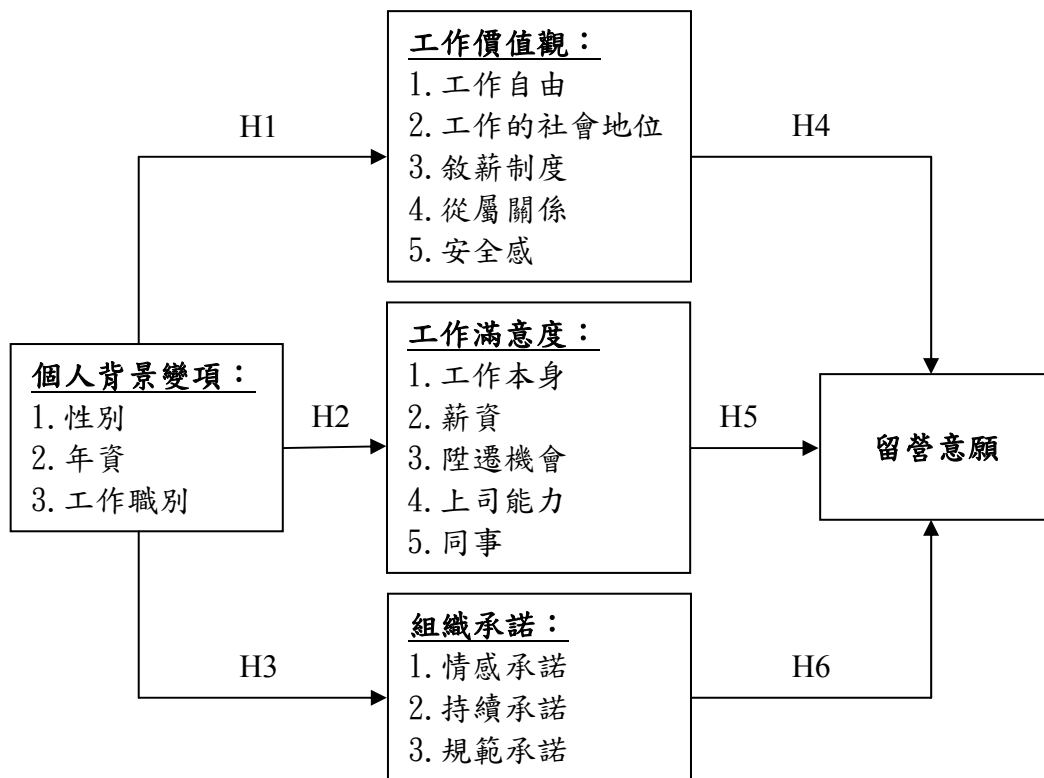 工作價值觀：
1.工作自由
2.工作的社會地位
3.敘薪制度
4.從屬關係
5.安全感
H1
H4
個人背景變項：
1.性別
2.年資
3.工作職別
H2
工作滿意度：
1.工作本身
2.薪資
3.陞遷機會
4.上司能力
5.同事
H5
留營意願
H3
組織承諾：
1.情感承諾
2.持續承諾
3.規範承諾
H6